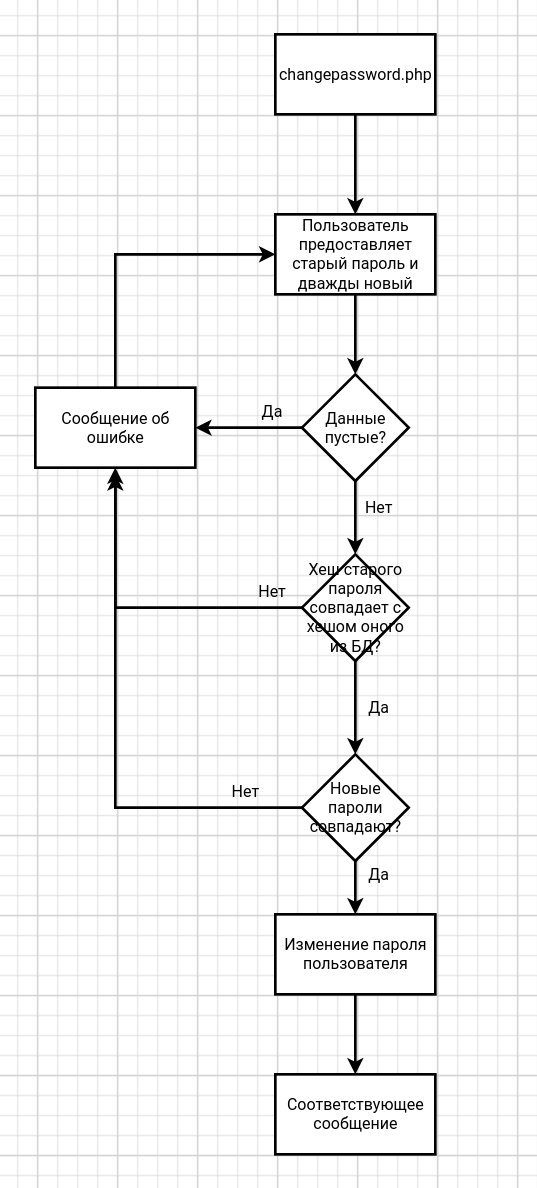 changepassword.php
Пользователь
предоставляет
старый пароль и
дважды новый
Сообщение об
ошибке
Да
Данные
пустые?
Нет
Хеш старого
пароля
совпадает с
хешом оного
из БД?
Нет
Да
Новые
пароли
совпадают?
Нет
Да
Изменение пароля
пользователя
Соответствующее
сообщение